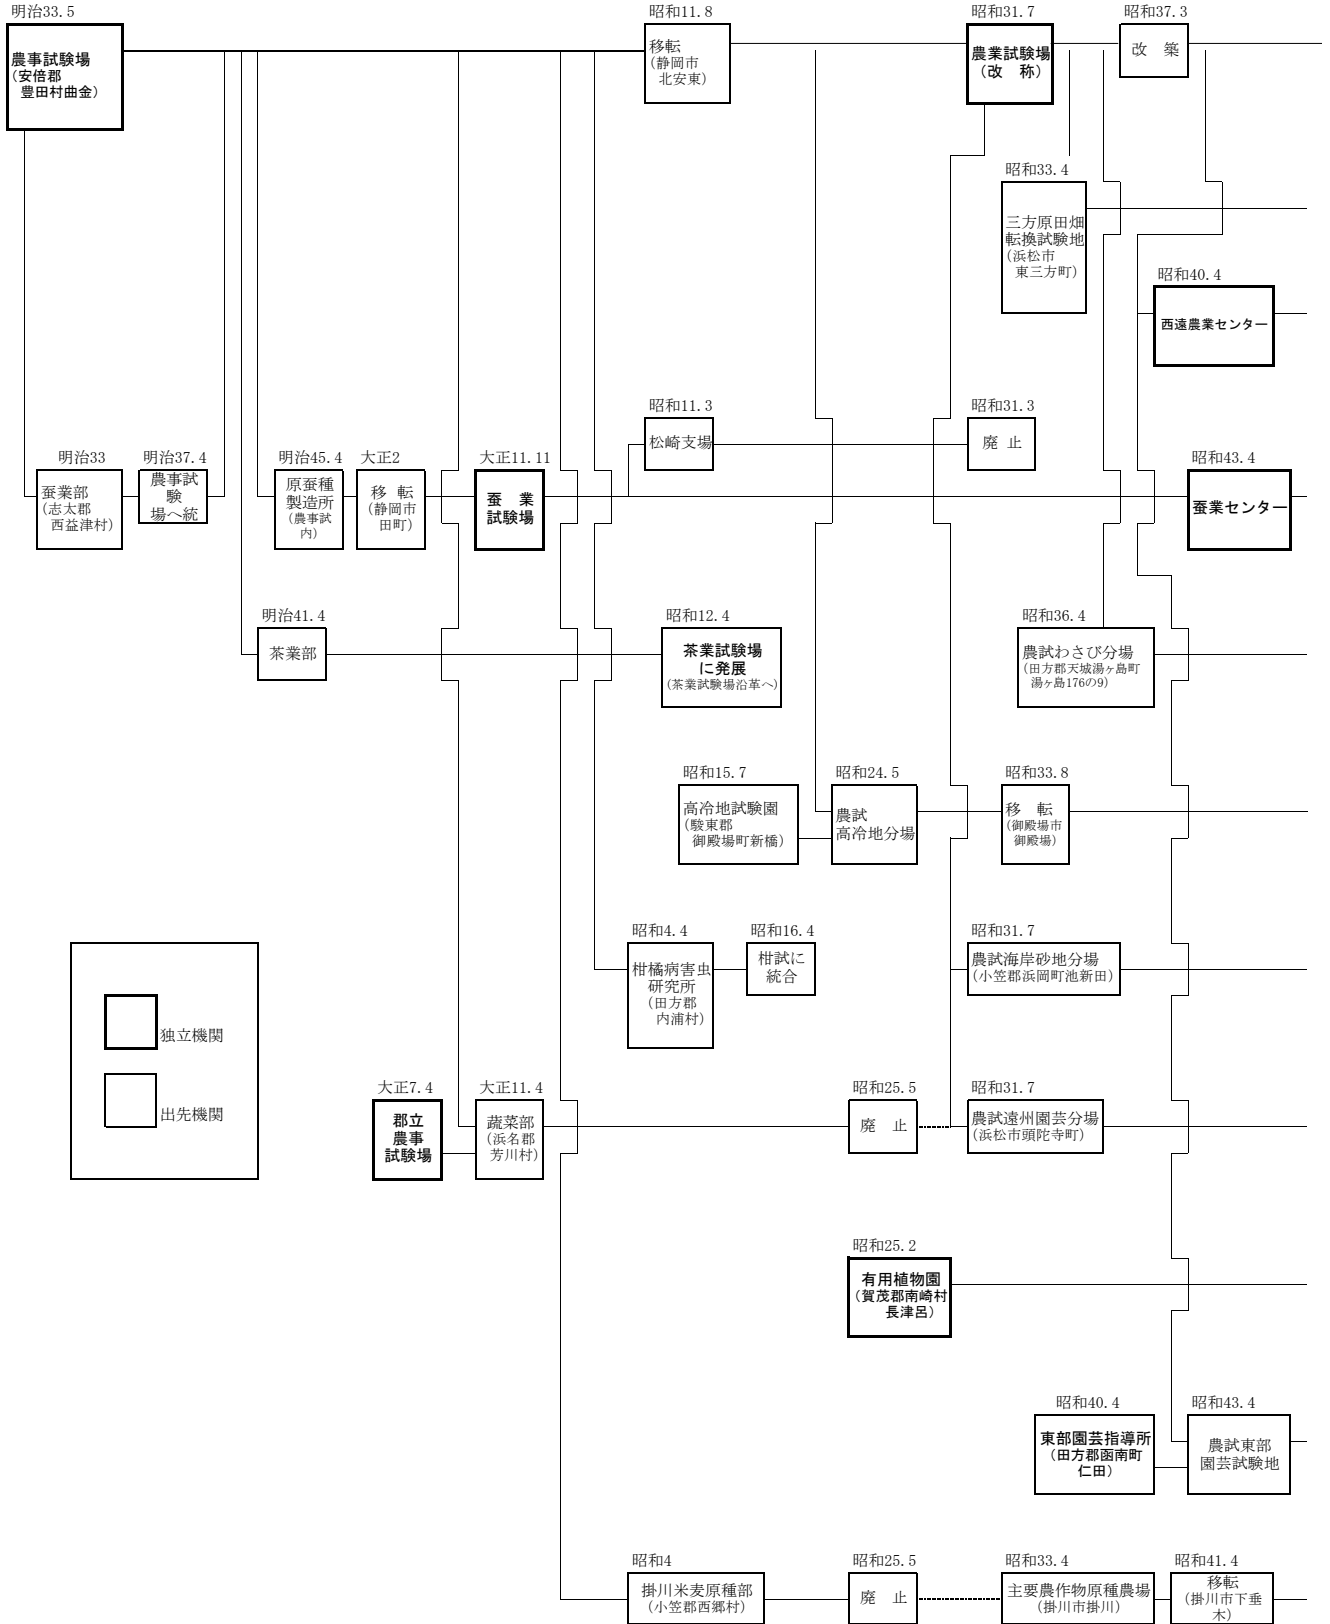 明治33.5
農事試験場
(安倍郡
豊田村曲金)
昭和11.8
移転
(静岡市
北安東)
昭和31.7
農業試験場
(改　称)
昭和37.3
改　築
昭和33.4
三方原田畑
転換試験地
(浜松市
東三方町)
昭和40.4
西遠農業センター
昭和11.3
松崎支場
昭和31.3
廃 止
明治33
蚕業部
(志太郡
西益津村)
明治37.4
農事試
験
場へ統
明治45.4
原蚕種
製造所
(農事試
内)
大正2
移 転
(静岡市
田町)
大正11.11
蚕　業
試験場
昭和43.4
蚕業センター
明治41.4
茶業部
昭和12.4
茶業試験場
に発展
(茶業試験場沿革へ)
昭和36.4
農試わさび分場
(田方郡天城湯ヶ島町
湯ヶ島176の9)
昭和15.7
高冷地試験園
(駿東郡
御殿場町新橋)
昭和24.5
農試
高冷地分場
昭和33.8
移　転
(御殿場市
御殿場)
昭和4.4
柑橘病害虫
研究所
(田方郡
内浦村)
昭和16.4
柑試に
統合
昭和31.7
農試海岸砂地分場
(小笠郡浜岡町池新田)
独立機関
出先機関
大正7.4
郡立
農事
試験場
大正11.4
蔬菜部
(浜名郡
芳川村)
昭和25.5
廃　止
昭和31.7
農試遠州園芸分場
(浜松市頭陀寺町)
昭和25.2
有用植物園
(賀茂郡南崎村
長津呂)
昭和40.4
東部園芸指導所
(田方郡函南町
仁田)
昭和43.4
農試東部
園芸試験地
昭和4
掛川米麦原種部
(小笠郡西郷村)
昭和25.5
廃　止
昭和33.4
主要農作物原種農場
(掛川市掛川)
昭和41.4
移転
(掛川市下垂
木)